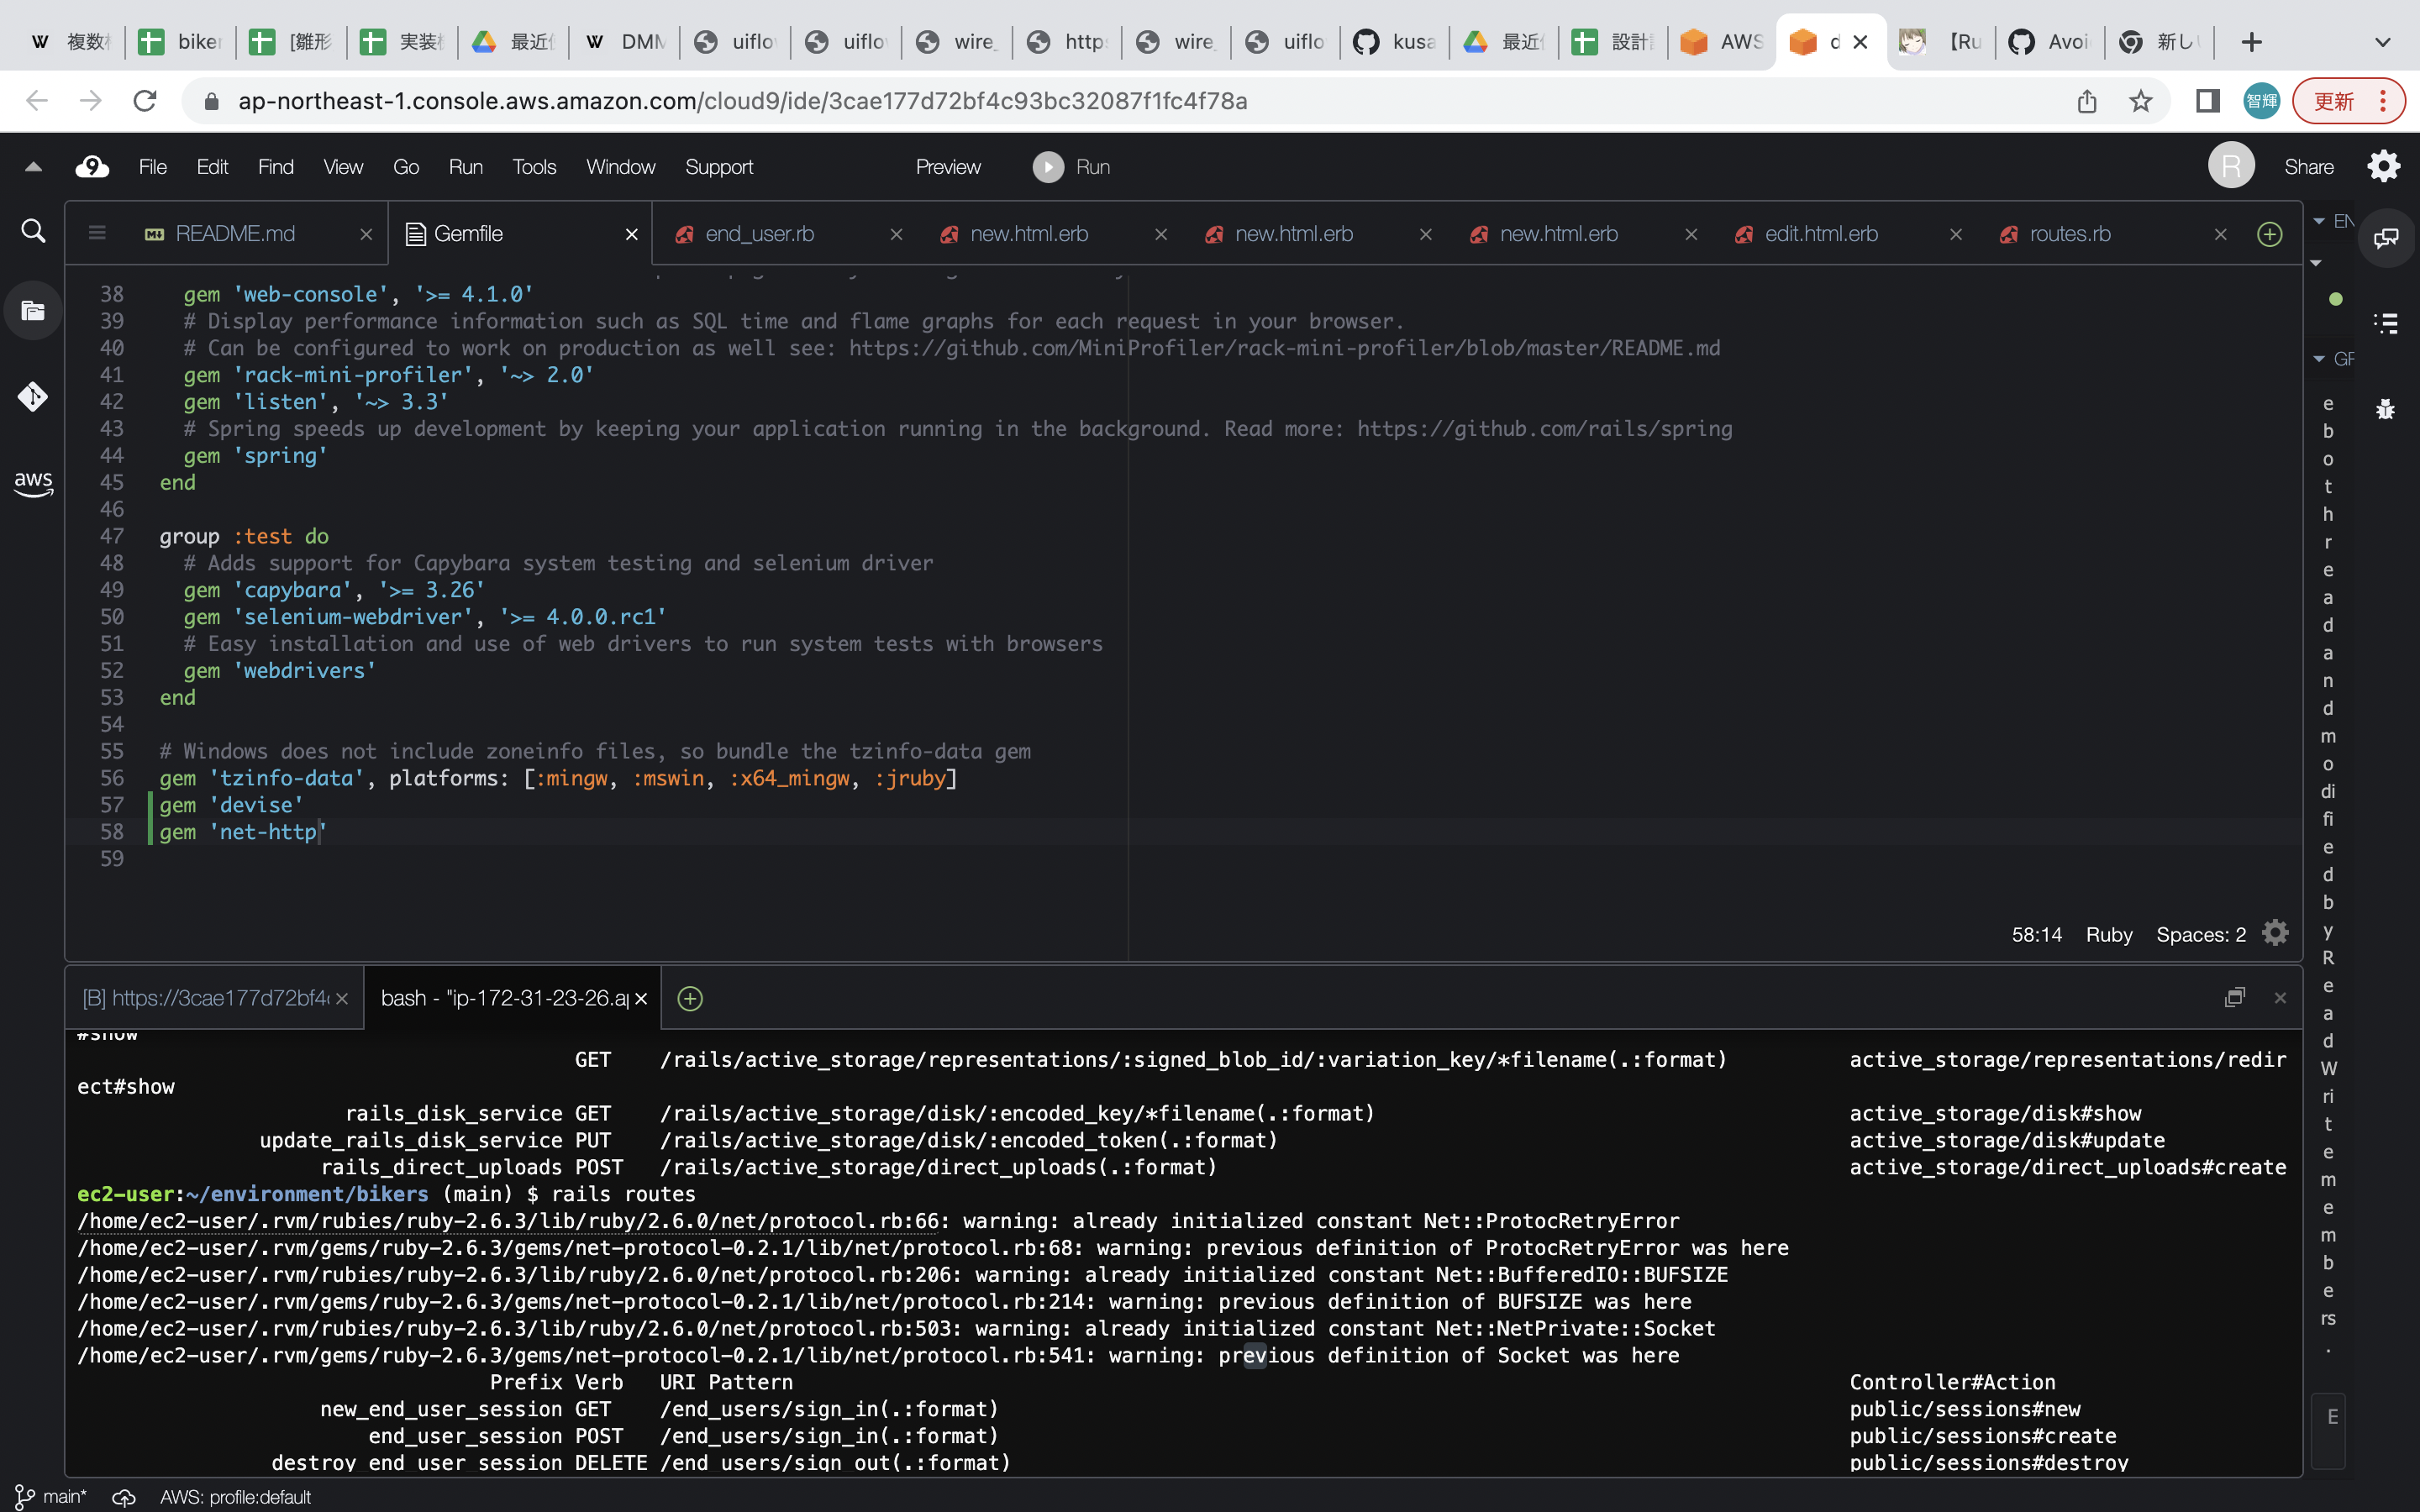 W 複数 biker [雛形 実装 最近使 W DMM uiflo uiflo wire_ http wire_ uiflo kusa 最近使 設計 AWS d 【Ru Avoi 新し
ap-northeast-1.console.aws.amazon.com/cloud9/ide/3cae177d72bf4c93bc32087f1fc4f78a 智輝 更新
9 File Edit Find View Go Run Tools Window Support Preview Run R Share
README.md Gemfile end_user.rb new.html.erb new.html.erb new.html.erb edit.html.erb routes.rb
38 gem 'web-console', '>= 4.1.0'
39 # Display performance information such as SQL time and flame graphs for each request in your browser.
40 # Can be configured to work on production as well see: https://github.com/MiniProfiler/rack-mini-profiler/blob/master/README.md
41 gem 'rack-mini-profiler', '~> 2.0'
42 gem 'listen', '~> 3.3'
43 # Spring speeds up development by keeping your application running in the background. Read more: https://github.com/rails/spring
44 gem 'spring'
45 end
46
47 group :test do
48 # Adds support for Capybara system testing and selenium driver
49 gem 'capybara', '>= 3.26'
50 gem 'selenium-webdriver', '>= 4.0.0.rc1'
51 # Easy installation and use of web drivers to run system tests with browsers
52 gem 'webdrivers'
53 end
54
55 # Windows does not include zoneinfo files, so bundle the tzinfo-data gem
56 gem 'tzinfo-data', platforms: [:mingw, :mswin, :x64_mingw, :jruby]
57 gem 'devise'
58 gem 'net-http'
59
58:14 Ruby Spaces: 2
aws
[B] https://3cae177d72bf4c bash - "ip-172-31-23-26.ap
#show
GET /rails/active_storage/representations/:signed_blob_id/:variation_key/*filename(.:format) active_storage/representations/redir
ect#show
rails_disk_service GET /rails/active_storage/disk/:encoded_key/*filename(.:format) active_storage/disk#show
update_rails_disk_service PUT /rails/active_storage/disk/:encoded_token(.:format) active_storage/disk#update
rails_direct_uploads POST /rails/active_storage/direct_uploads(.:format) active_storage/direct_uploads#create
ec2-user:~/environment/bikers (main) $ rails routes
/home/ec2-user/.rvm/rubies/ruby-2.6.3/lib/ruby/2.6.0/net/protocol.rb:66: warning: already initialized constant Net::ProtocRetryError
/home/ec2-user/.rvm/gems/ruby-2.6.3/gems/net-protocol-0.2.1/lib/net/protocol.rb:68: warning: previous definition of ProtocRetryError was here
/home/ec2-user/.rvm/rubies/ruby-2.6.3/lib/ruby/2.6.0/net/protocol.rb:206: warning: already initialized constant Net::BufferedIO::BUFSIZE
/home/ec2-user/.rvm/gems/ruby-2.6.3/gems/net-protocol-0.2.1/lib/net/protocol.rb:214: warning: previous definition of BUFSIZE was here
/home/ec2-user/.rvm/rubies/ruby-2.6.3/lib/ruby/2.6.0/net/protocol.rb:503: warning: already initialized constant Net::NetPrivate::Socket
/home/ec2-user/.rvm/gems/ruby-2.6.3/gems/net-protocol-0.2.1/lib/net/protocol.rb:541: warning: previous definition of Socket was here
Prefix Verb URI Pattern Controller#Action
new_end_user_session GET /end_users/sign_in(.:format) public/sessions#new
end_user_session POST /end_users/sign_in(.:format) public/sessions#create
destroy_end_user_session DELETE /end_users/sign_out(.:format) public/sessions#destroy
EN
GR
e
b
o
t
h
r
e
a
d
a
n
d
m
o
di
fi
e
d
b
y
R
e
a
d
W
ri
t
e
m
e
m
b
e
rs
.
E
main* AWS: profile:default